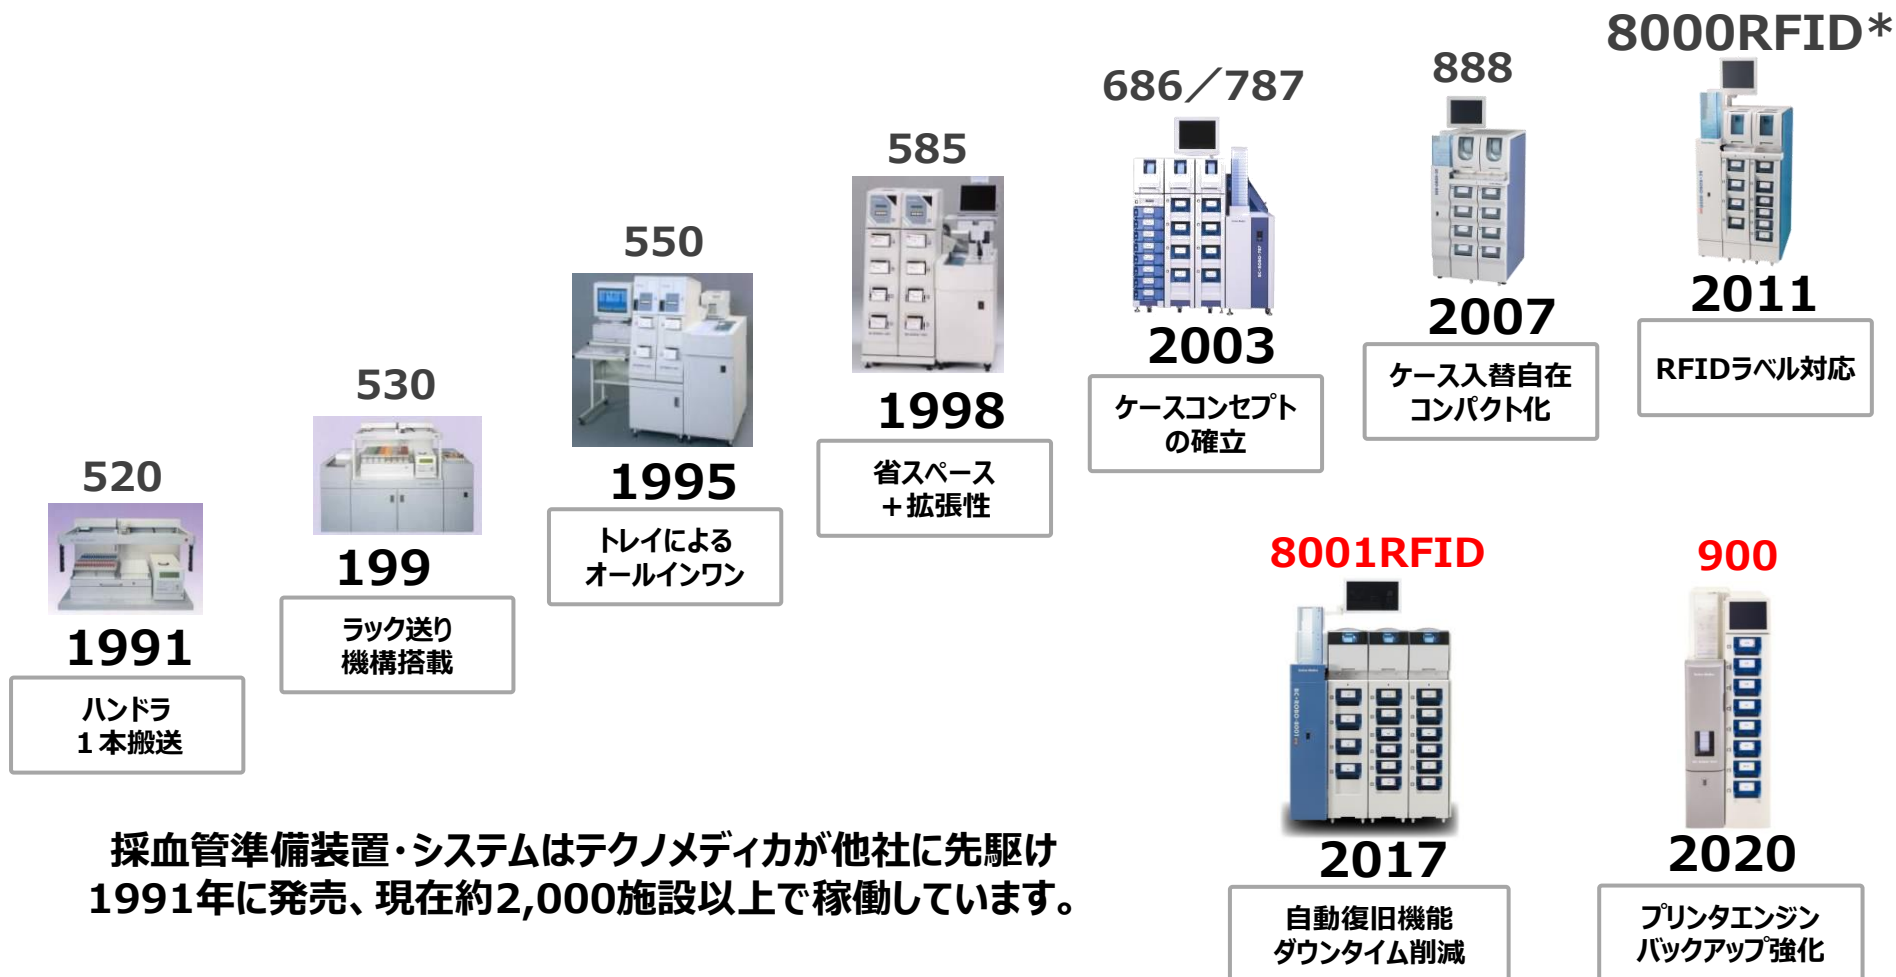 520
1991
ハンドラ
１本搬送
530
199
ラック送り
機構搭載
550
1995
トレイによる
オールインワン
585
1998
省スペース
＋拡張性
686／787
2003
ケースコンセプト
の確立
888
2007
ケース入替自在
コンパクト化
8000RFID*
2011
RFIDラベル対応
8001RFID
BC・ROBO-8001
2017
自動復旧機能
ダウンタイム削減
900
2020
プリンタエンジン
バックアップ強化
採血管準備装置・システムはテクノメディカが他社に先駆け
1991年に発売、現在約2,000施設以上で稼働しています。